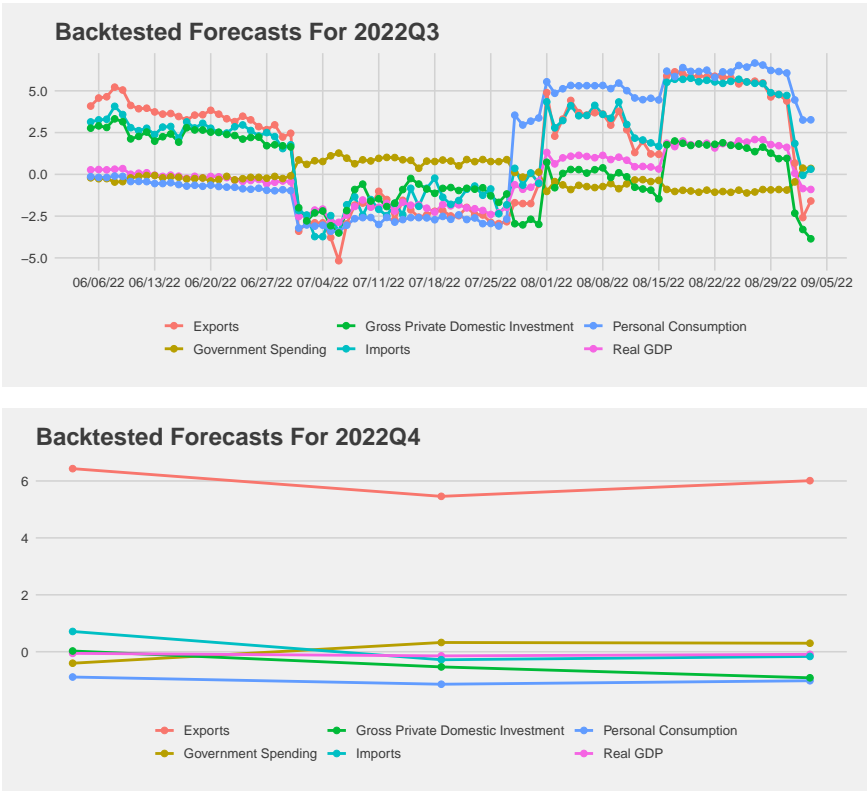 Backtested Forecasts For 2022Q3
5.0
2.5
0.0
−2.5
−5.0
06/06/22 06/13/22 06/20/22 06/27/22 07/04/22 07/11/22 07/18/22 07/25/22 08/01/22 08/08/22 08/15/22 08/22/22 08/29/22 09/05/22
Exports Gross Private Domestic Investment Personal Consumption
Government Spending Imports Real GDP
Backtested Forecasts For 2022Q4
6
4
2
0
Exports Gross Private Domestic Investment Personal Consumption
Government Spending Imports Real GDP